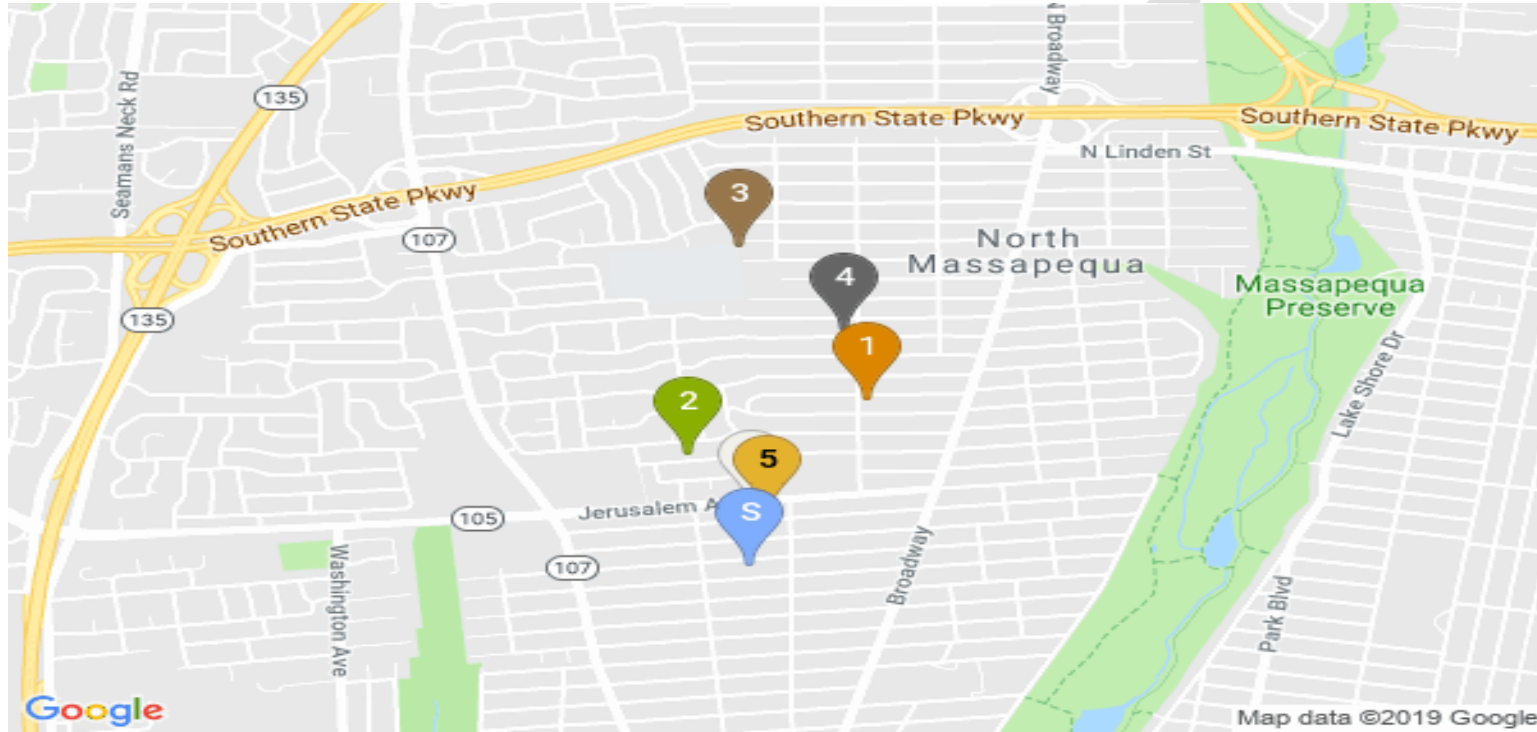 N Broadway
Seamans Neck Rd
135
Southern State Pkwy
Southern State Pkwy
N Linden St
3
Southern State Pkwy
107
North
Massapequa
4
Massapequa
Preserve
135
1
Lake Shore Dr
2
5
Jerusalem A
S
105
107
Washington Ave
Broadway
Park Blvd
Google
Map data ©2019 Google